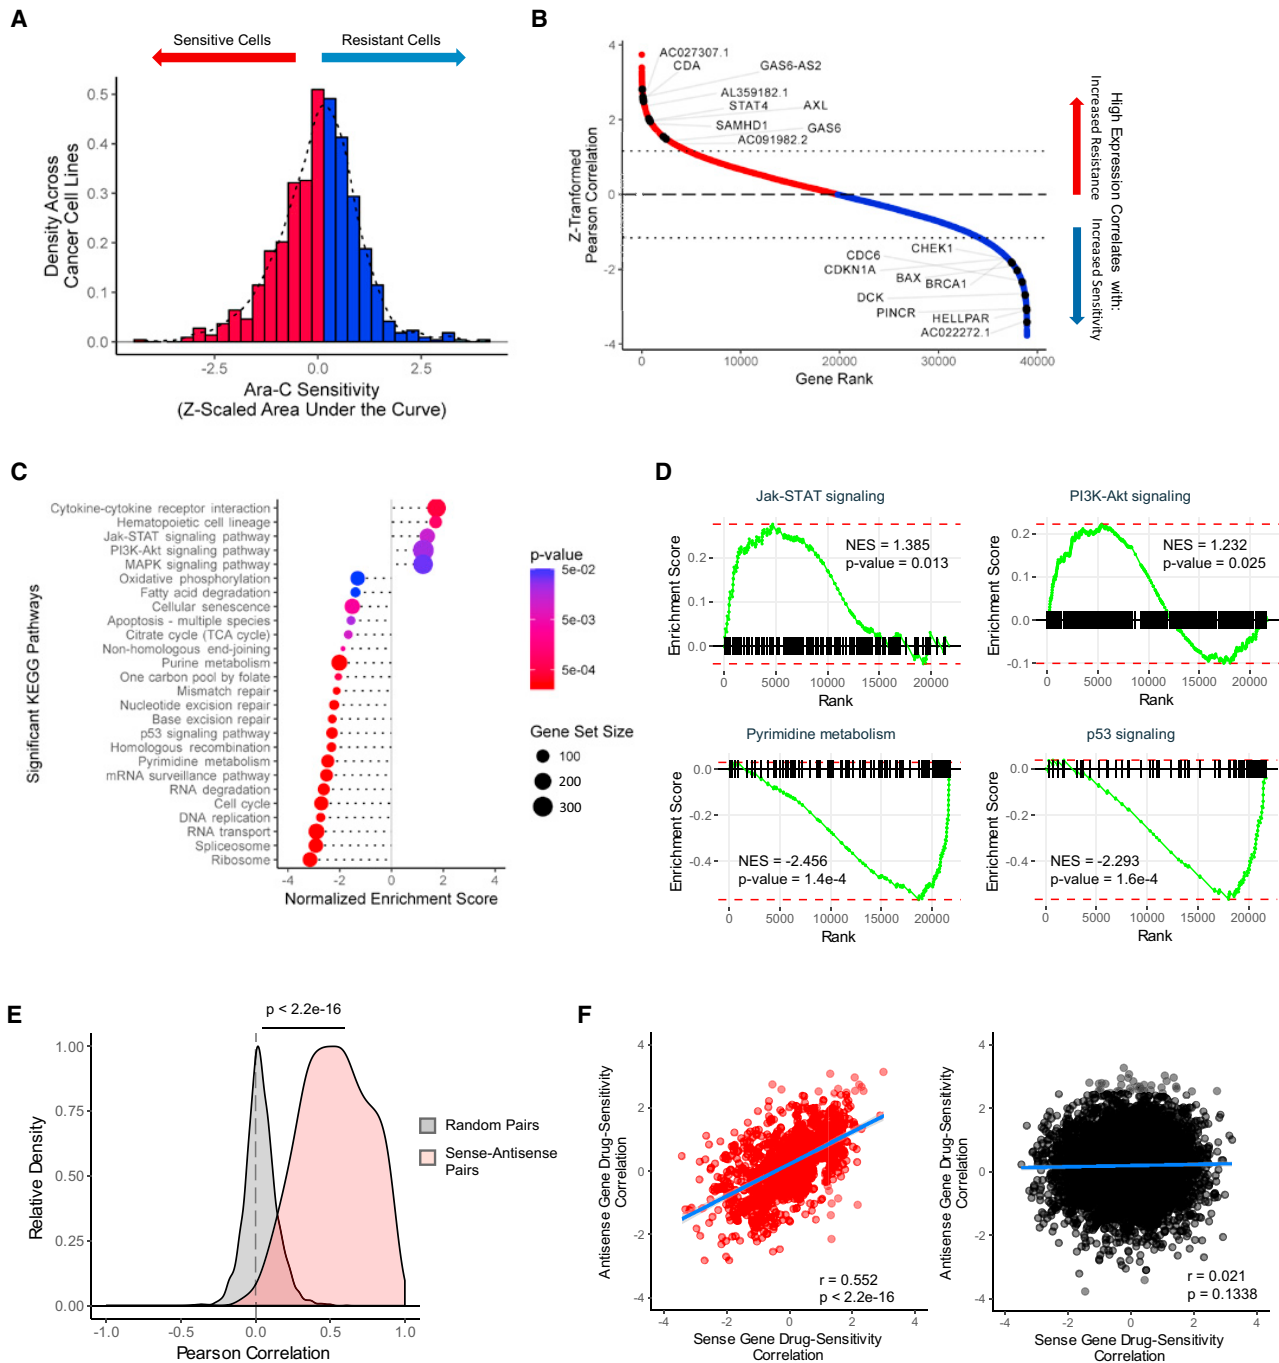 A
Sensitive Cells
Resistant Cells
0.5
0.4
0.3
0.2
0.1
0.0
Density Across
Cancer Cell Lines
-2.5
0.0
2.5
Ara-C Sensitivity
(Z-Scaled Area Under the Curve)
B
4
2
0
-2
-4
Z-Tranformed
Pearson Correlation
AC027307.1
CDA
GAS6-AS2
AL359182.1
STAT4
AXL
SAMHD1
GAS6
AC091982.2
CHEK1
CDC6
CDKN1A
BAX
BRCA1
DCK
PINCR
HELLPAR
AC022272.1
0
10000
20000
30000
40000
Gene Rank
High Expression Correlates with:
Increased Resistance
Increased Sensitivity
C
Significant KEGG Pathways
Cytokine-cytokine receptor interaction
Hematopoietic cell lineage
Jak-STAT signaling pathway
PI3K-Akt signaling pathway
MAPK signaling pathway
Oxidative phosphorylation
Fatty acid degradation
Cellular senescence
Apoptosis - multiple species
Citrate cycle (TCA cycle)
Non-homologous end-joining
Purine metabolism
One carbon pool by folate
Mismatch repair
Nucleotide excision repair
Base excision repair
p53 signaling pathway
Homologous recombination
Pyrimidine metabolism
mRNA surveillance pathway
RNA degradation
Cell cycle
DNA replication
RNA transport
Spliceosome
Ribosome
-4
-2
0
2
4
Normalized Enrichment Score
p-value
5e-02
5e-03
5e-04
Gene Set Size
100
200
300
D
Jak-STAT signaling
Enrichment Score
0.2
0.1
0.0
NES = 1.385
p-value = 0.013
0
5000
10000
15000
20000
Rank
PI3K-Akt signaling
Enrichment Score
0.2
0.1
0.0
-0.1
NES = 1.232
p-value = 0.025
0
5000
10000
15000
20000
Rank
Pyrimidine metabolism
Enrichment Score
0.0
-0.2
-0.4
NES = -2.456
p-value = 1.4e-4
0
5000
10000
15000
20000
Rank
p53 signaling
Enrichment Score
0.0
-0.2
-0.4
NES = -2.293
p-value = 1.6e-4
0
5000
10000
15000
20000
Rank
E
p < 2.2e-16
Relative Density
1.00
0.75
0.50
0.25
0.00
-1.0
-0.5
0.0
0.5
1.0
Pearson Correlation
Random Pairs
Sense-Antisense
Pairs
F
Antisense Gene Drug-Sensitivity
Correlation
4
2
0
-2
-4
r = 0.552
p < 2.2e-16
-4
-2
0
2
4
Sense Gene Drug-Sensitivity
Correlation
Antisense Gene Drug-Sensitivity
Correlation
4
2
0
-2
-4
r = 0.021
p = 0.1338
-4
-2
0
2
4
Sense Gene Drug-Sensitivity
Correlation